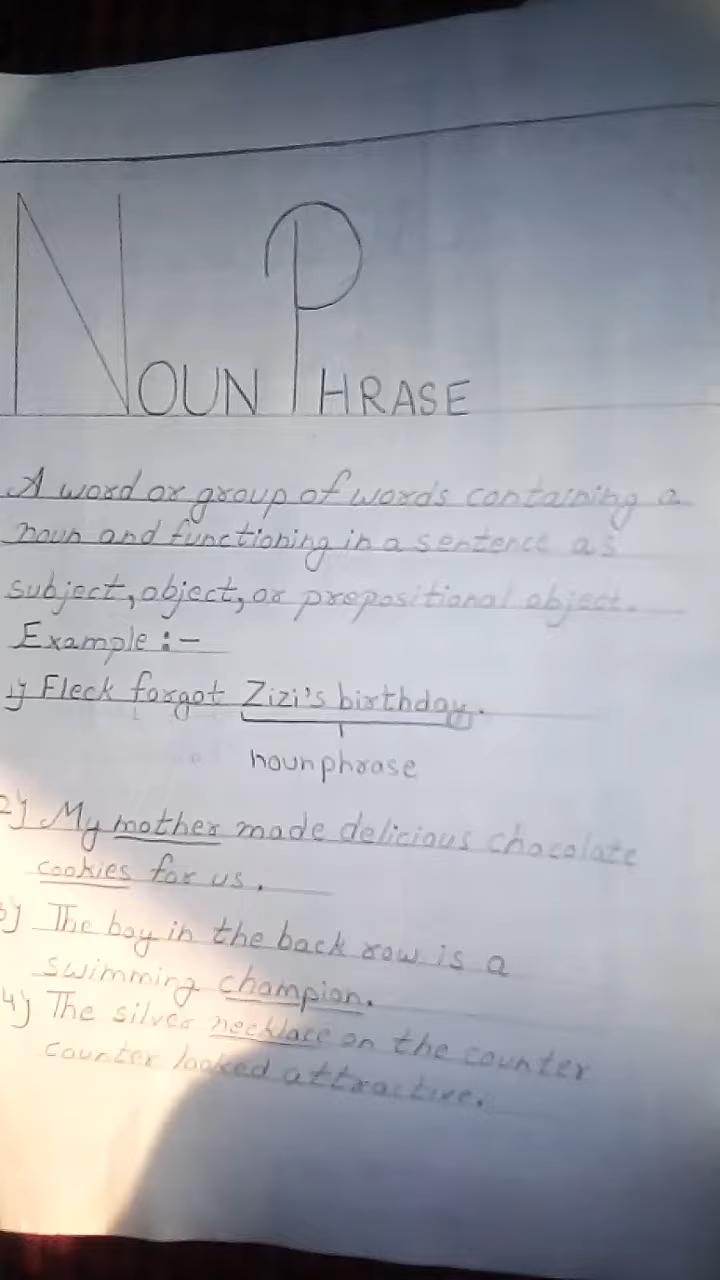 NOUN PHRASE
A word or group of words containing a
noun and functioning in a sentence as
subject, object, or prepositional object.
Example :-
1) Fleck forgot Zizi's birthday.
noun phrase
2) My mother made delicious chocolate
cookies for us.
3) The boy in the back row is a
swimming champion.
4) The silver necklace on the counter
counter looked attractive.